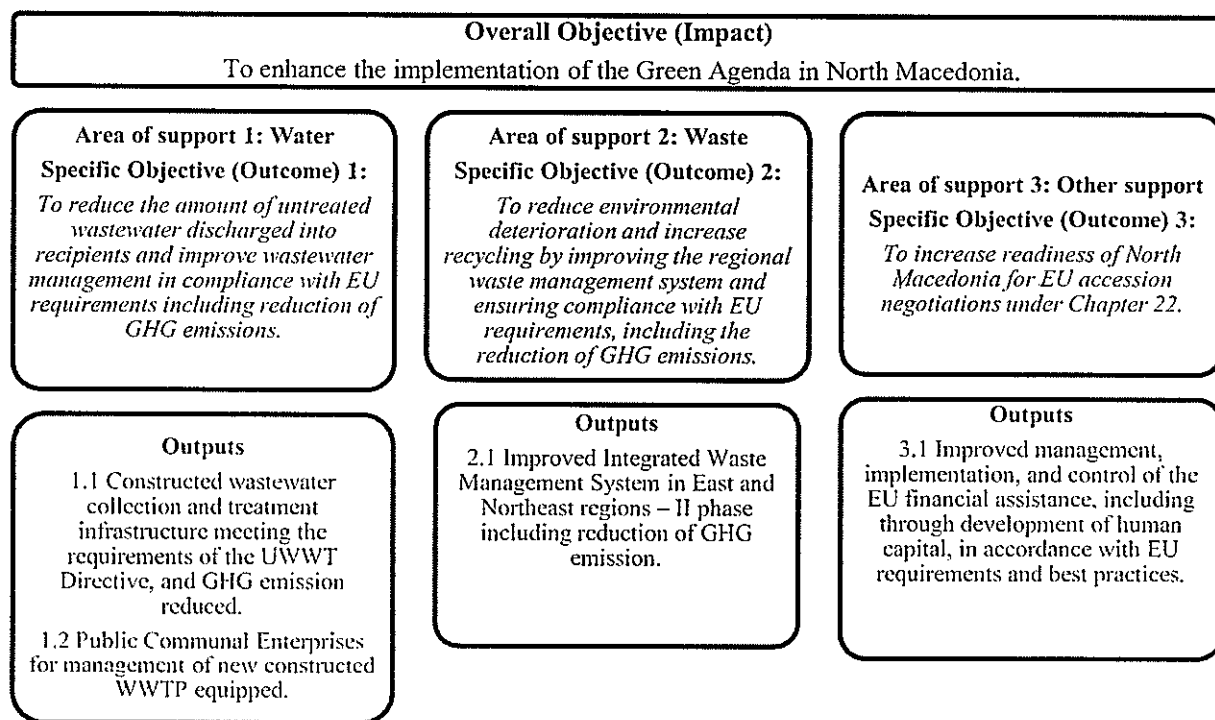 Overall Objective (Impact)
To enhance the implementation of the Green Agenda in North Macedonia.
Area of support 1: Water
Specific Objective (Outcome) 1:
To reduce the amount of untreated
wastewater discharged into
recipients and improve wastewater
management in compliance with EU
requirements including reduction of
GHG emissions.
Area of support 2: Waste
Specific Objective (Outcome) 2:
To reduce environmental
deterioration and increase
recycling by improving the regional
waste management system and
ensuring compliance with EU
requirements, including the
reduction of GHG emissions.
Area of support 3: Other support
Specific Objective (Outcome) 3:
To increase readiness of North
Macedonia for EU accession
negotiations under Chapter 22.
Outputs
1.1 Constructed wastewater
collection and treatment
infrastructure meeting the
requirements of the UWWT
Directive, and GHG emission
reduced.
1.2 Public Communal Enterprises
for management of new constructed
WWTP equipped.
Outputs
2.1 Improved Integrated Waste
Management System in East and
Northeast regions – II phase
including reduction of GHG
emission.
Outputs
3.1 Improved management,
implementation, and control of the
EU financial assistance, including
through development of human
capital, in accordance with EU
requirements and best practices.